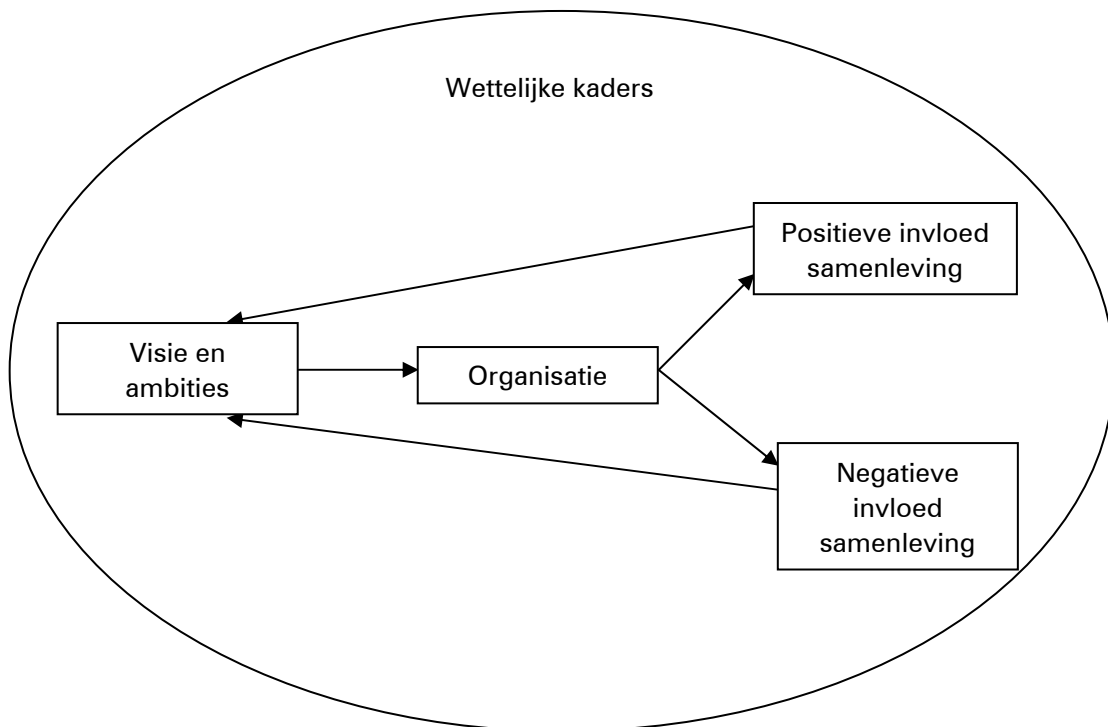 Wettelijke kaders
Positieve invloed
samenleving
Visie en
ambities
Organisatie
Negatieve
invloed
samenleving